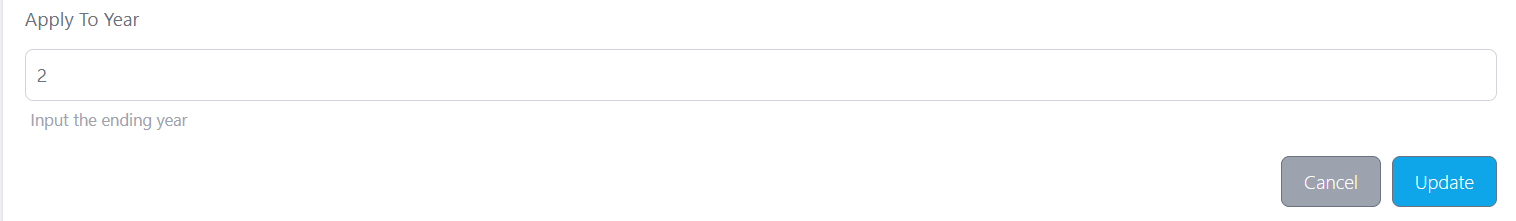 Apply To Year
2
Input the ending year
Cancel Update